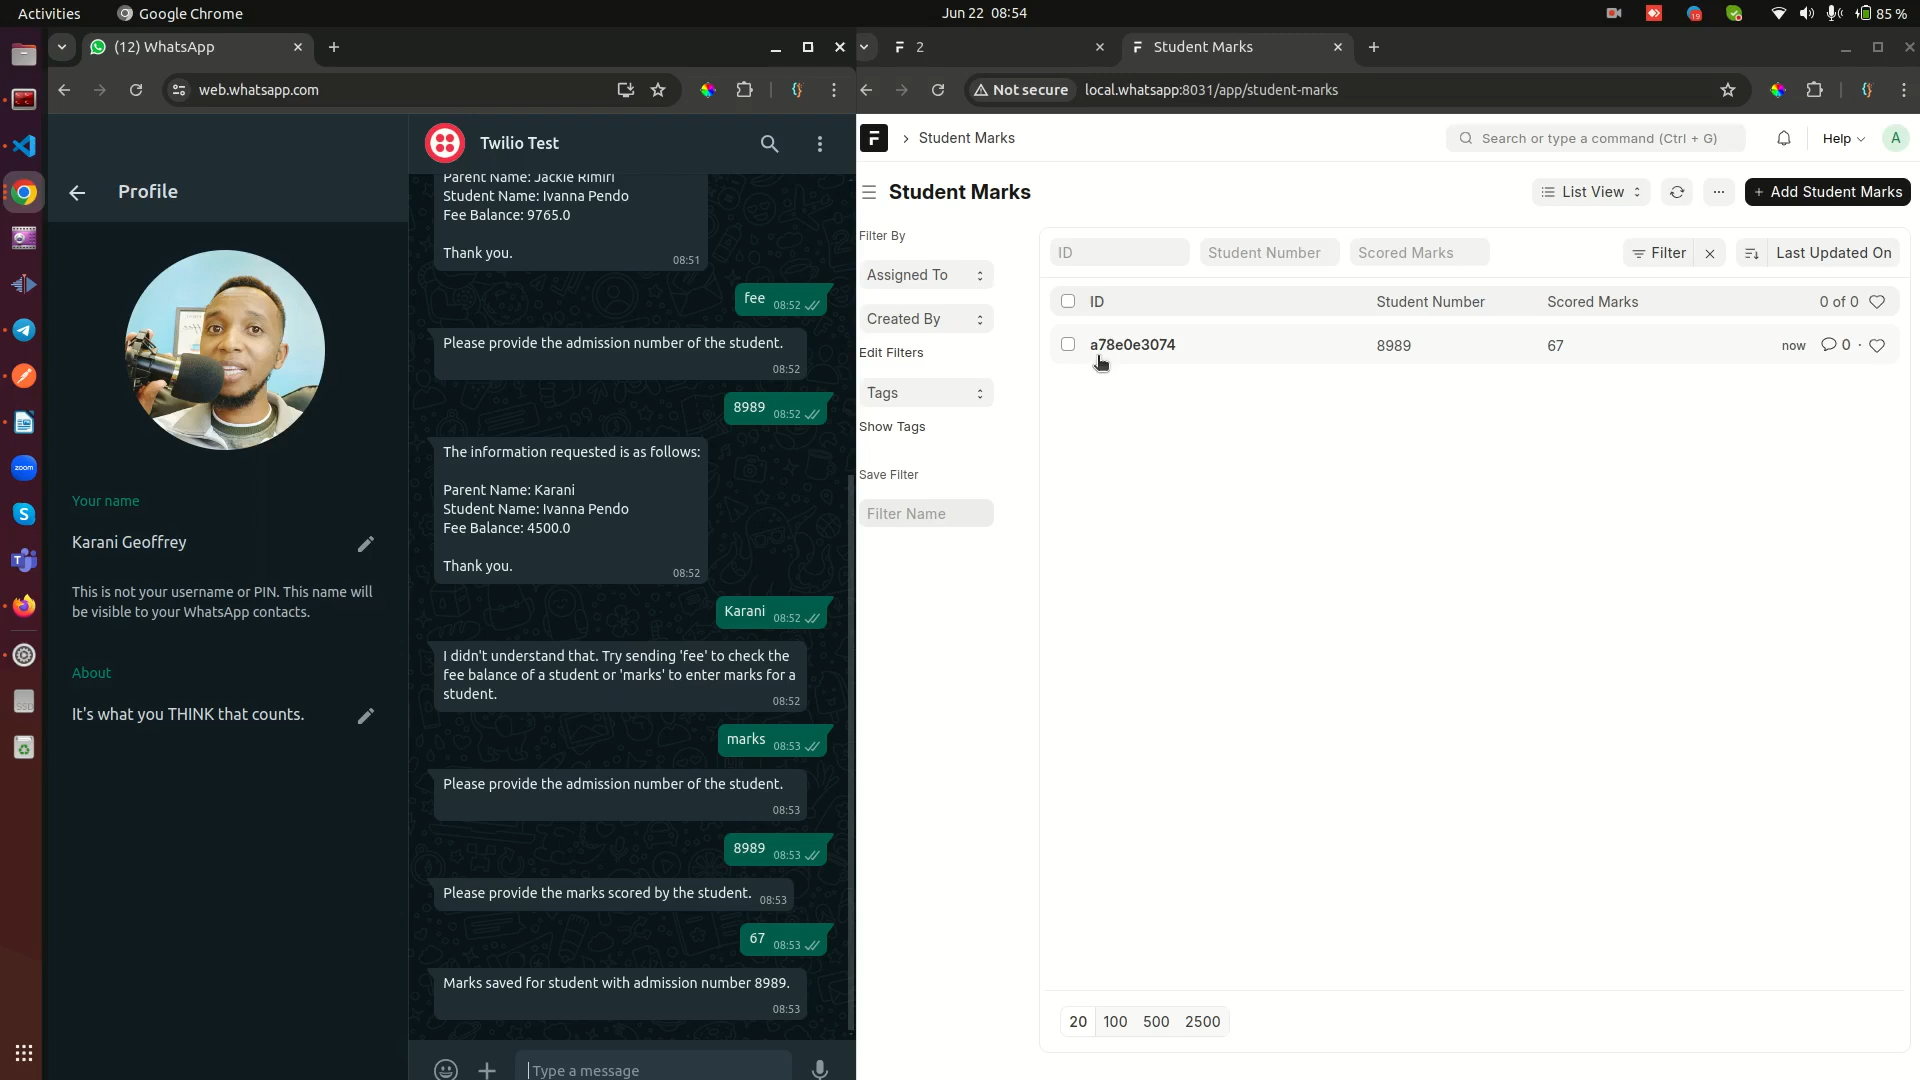 Activities
Google Chrome
Jun 22 08:54
85 %
(12) WhatsApp
web.whatsapp.com
Profile
Your name
Karani Geoffrey
This is not your username or PIN. This name will
be visible to your WhatsApp contacts.
About
It's what you THINK that counts.
Twilio Test
Parent Name: Jackie Rimiri
Student Name: Ivanna Pendo
Fee Balance: 9765.0
Thank you.
08:51
fee 08:52
Please provide the admission number of the student.
08:52
8989 08:52
The information requested is as follows:
Parent Name: Karani
Student Name: Ivanna Pendo
Fee Balance: 4500.0
Thank you.
08:52
Karani 08:52
I didn't understand that. Try sending 'fee' to check the
fee balance of a student or 'marks' to enter marks for a
student.
08:52
marks 08:53
Please provide the admission number of the student.
08:53
8989 08:53
Please provide the marks scored by the student. 08:53
67 08:53
Marks saved for student with admission number 8989.
08:53
Type a message
2
Student Marks
Not secure local.whatsapp:8031/app/student-marks
Student Marks
Search or type a command (Ctrl + G)
Help
A
Student Marks
List View
+ Add Student Marks
Filter By
Assigned To
Created By
Edit Filters
Tags
Show Tags
Save Filter
Filter Name
ID Student Number Scored Marks
Filter
Last Updated On
ID Student Number Scored Marks 0 of 0
a78e0e3074 8989 67 now 0
20 100 500 2500
zoom
SSD